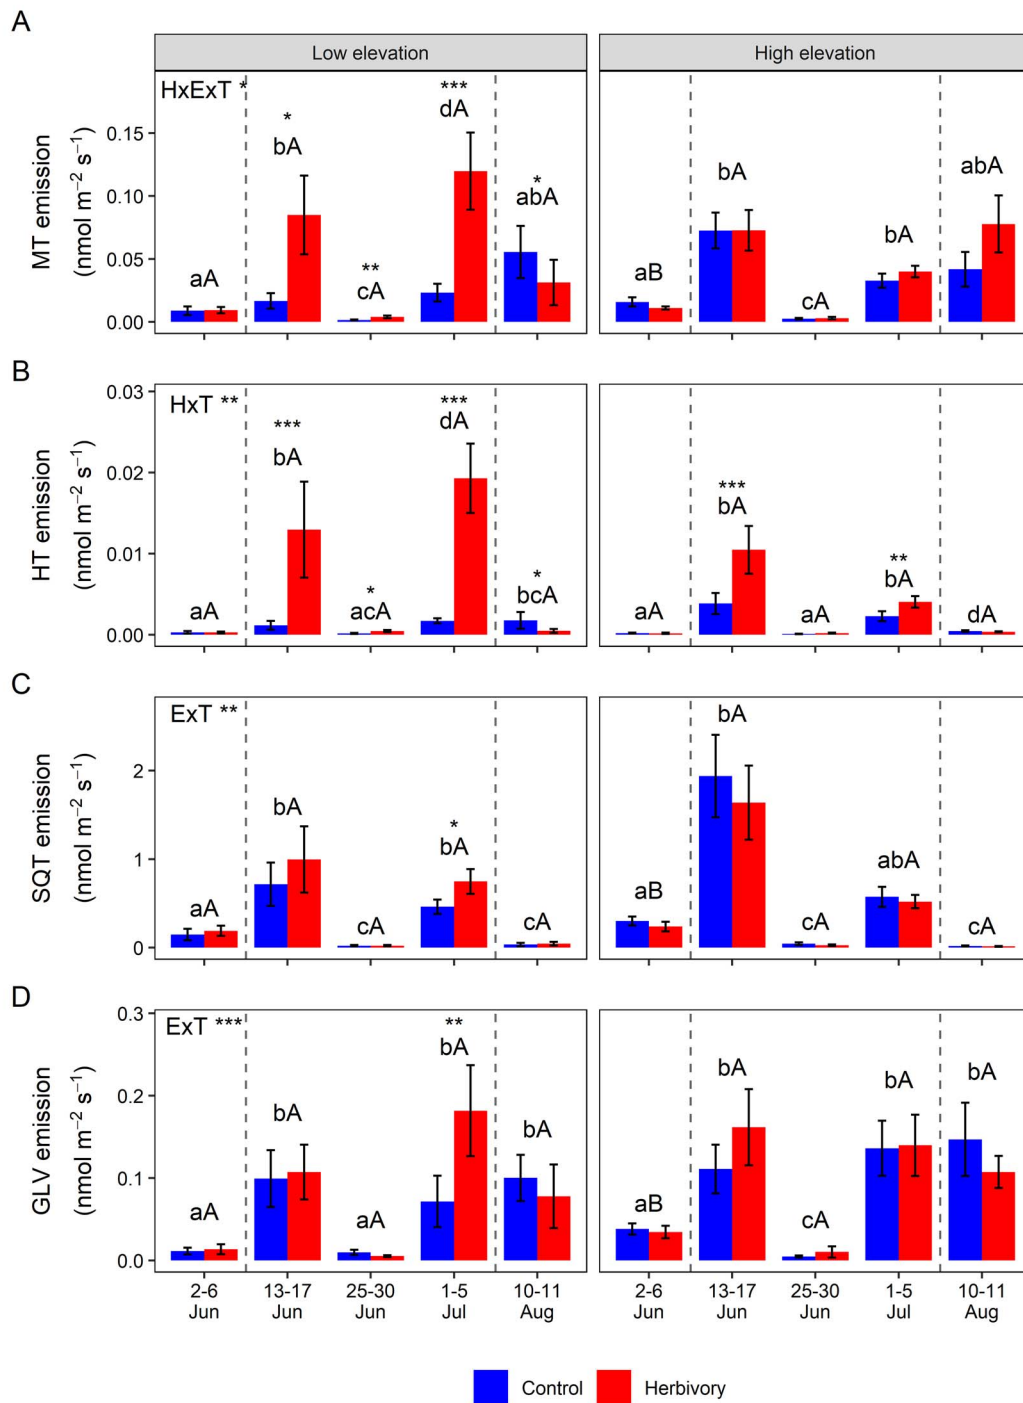 A
Low elevation
High elevation
MT emission
(nmol m⁻² s⁻¹)
0.15
0.10
0.05
0.00
HxExT *
aA
*
bA
**
cA
***
dA
*
abA
aB
bA
cA
bA
abA
B
HT emission
(nmol m⁻² s⁻¹)
0.03
0.02
0.01
0.00
HxT **
aA
***
bA
*
acA
***
dA
*
bcA
aA
***
bA
aA
**
bA
dA
C
SQT emission
(nmol m⁻² s⁻¹)
2
1
0
ExT **
aA
bA
cA
*
bA
cA
aB
bA
cA
abA
cA
D
GLV emission
(nmol m⁻² s⁻¹)
0.3
0.2
0.1
0.0
ExT ***
aA
bA
aA
**
bA
bA
aB
bA
cA
bA
bA
2-6
Jun
13-17
Jun
25-30
Jun
1-5
Jul
10-11
Aug
2-6
Jun
13-17
Jun
25-30
Jun
1-5
Jul
10-11
Aug
Control
Herbivory